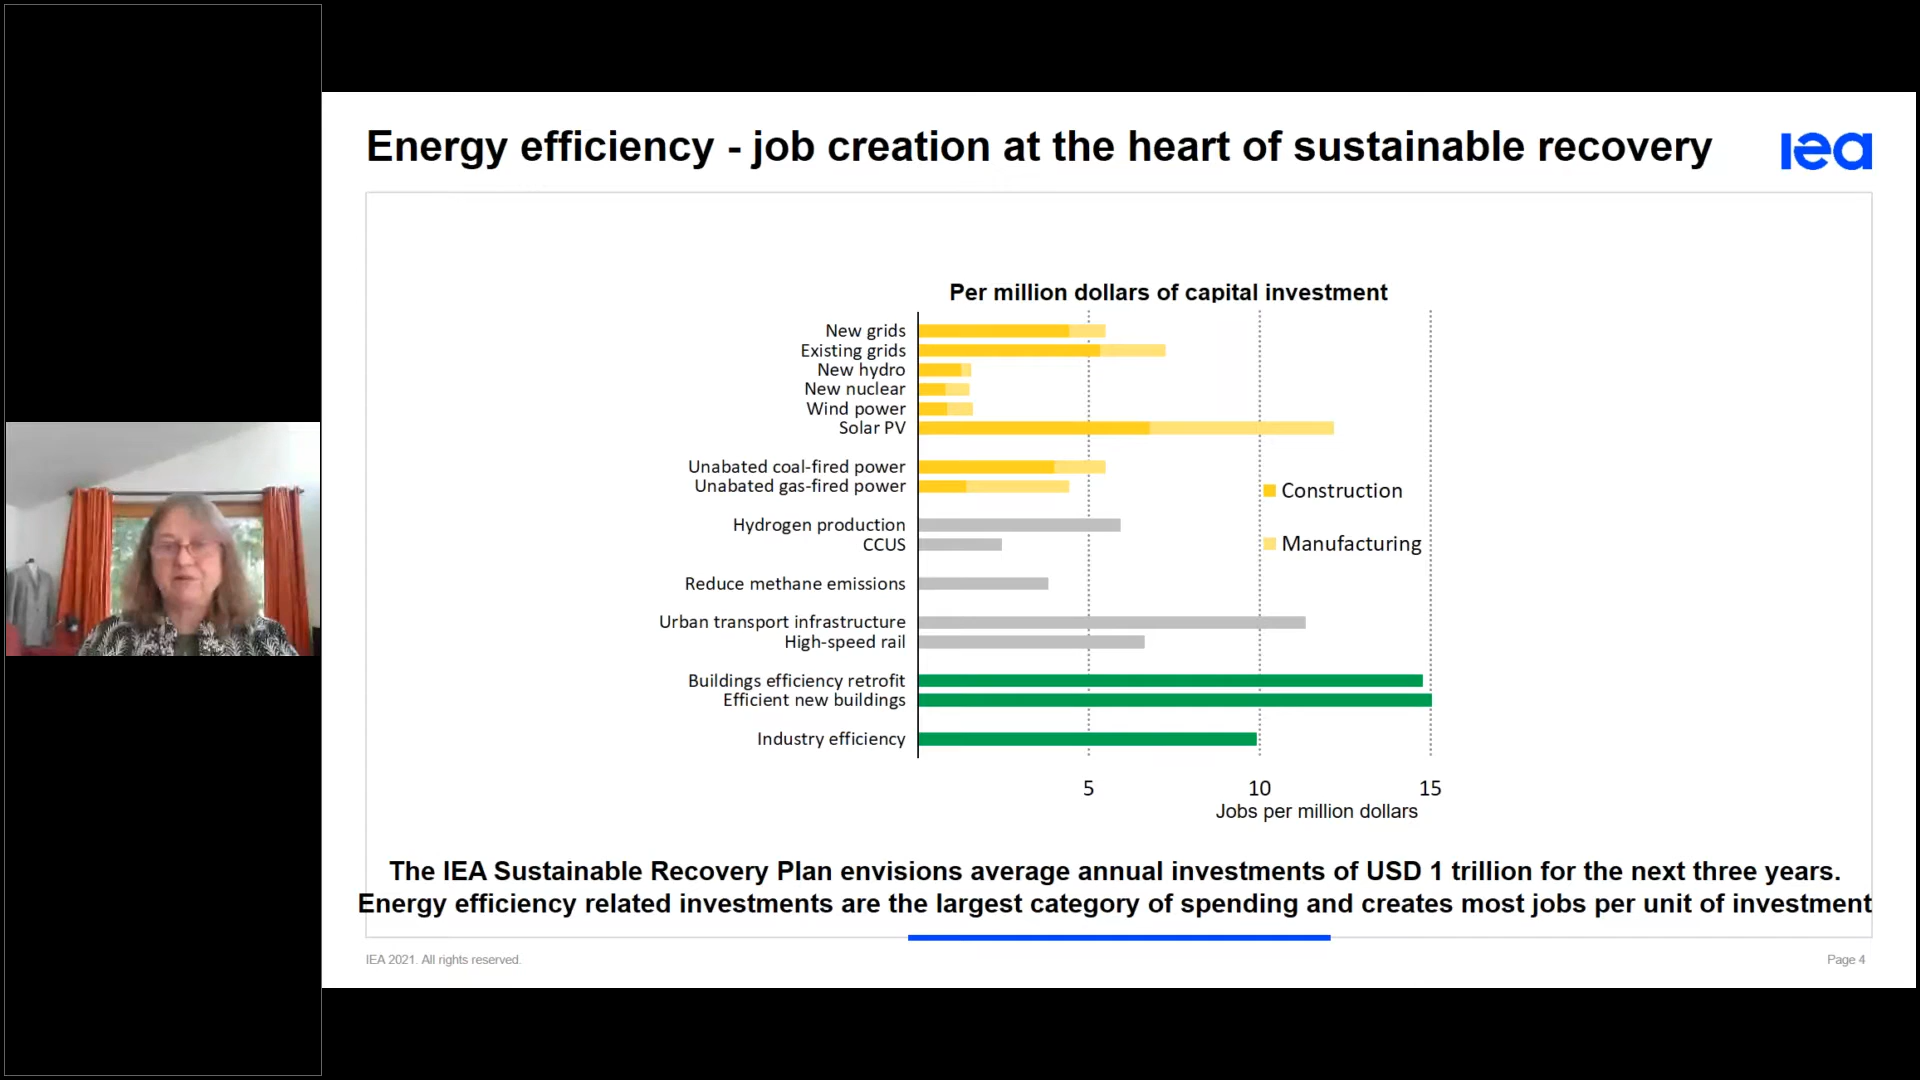 Energy efficiency - job creation at the heart of sustainable recovery
iea
Per million dollars of capital investment
New grids
Existing grids
New hydro
New nuclear
Wind power
Solar PV
Unabated coal-fired power
Unabated gas-fired power
Hydrogen production
CCUS
Reduce methane emissions
Urban transport infrastructure
High-speed rail
Buildings efficiency retrofit
Efficient new buildings
Industry efficiency
Construction
Manufacturing
5 10 15
Jobs per million dollars
The IEA Sustainable Recovery Plan envisions average annual investments of USD 1 trillion for the next three years.
Energy efficiency related investments are the largest category of spending and creates most jobs per unit of investment
IEA 2021. All rights reserved.
Page 4